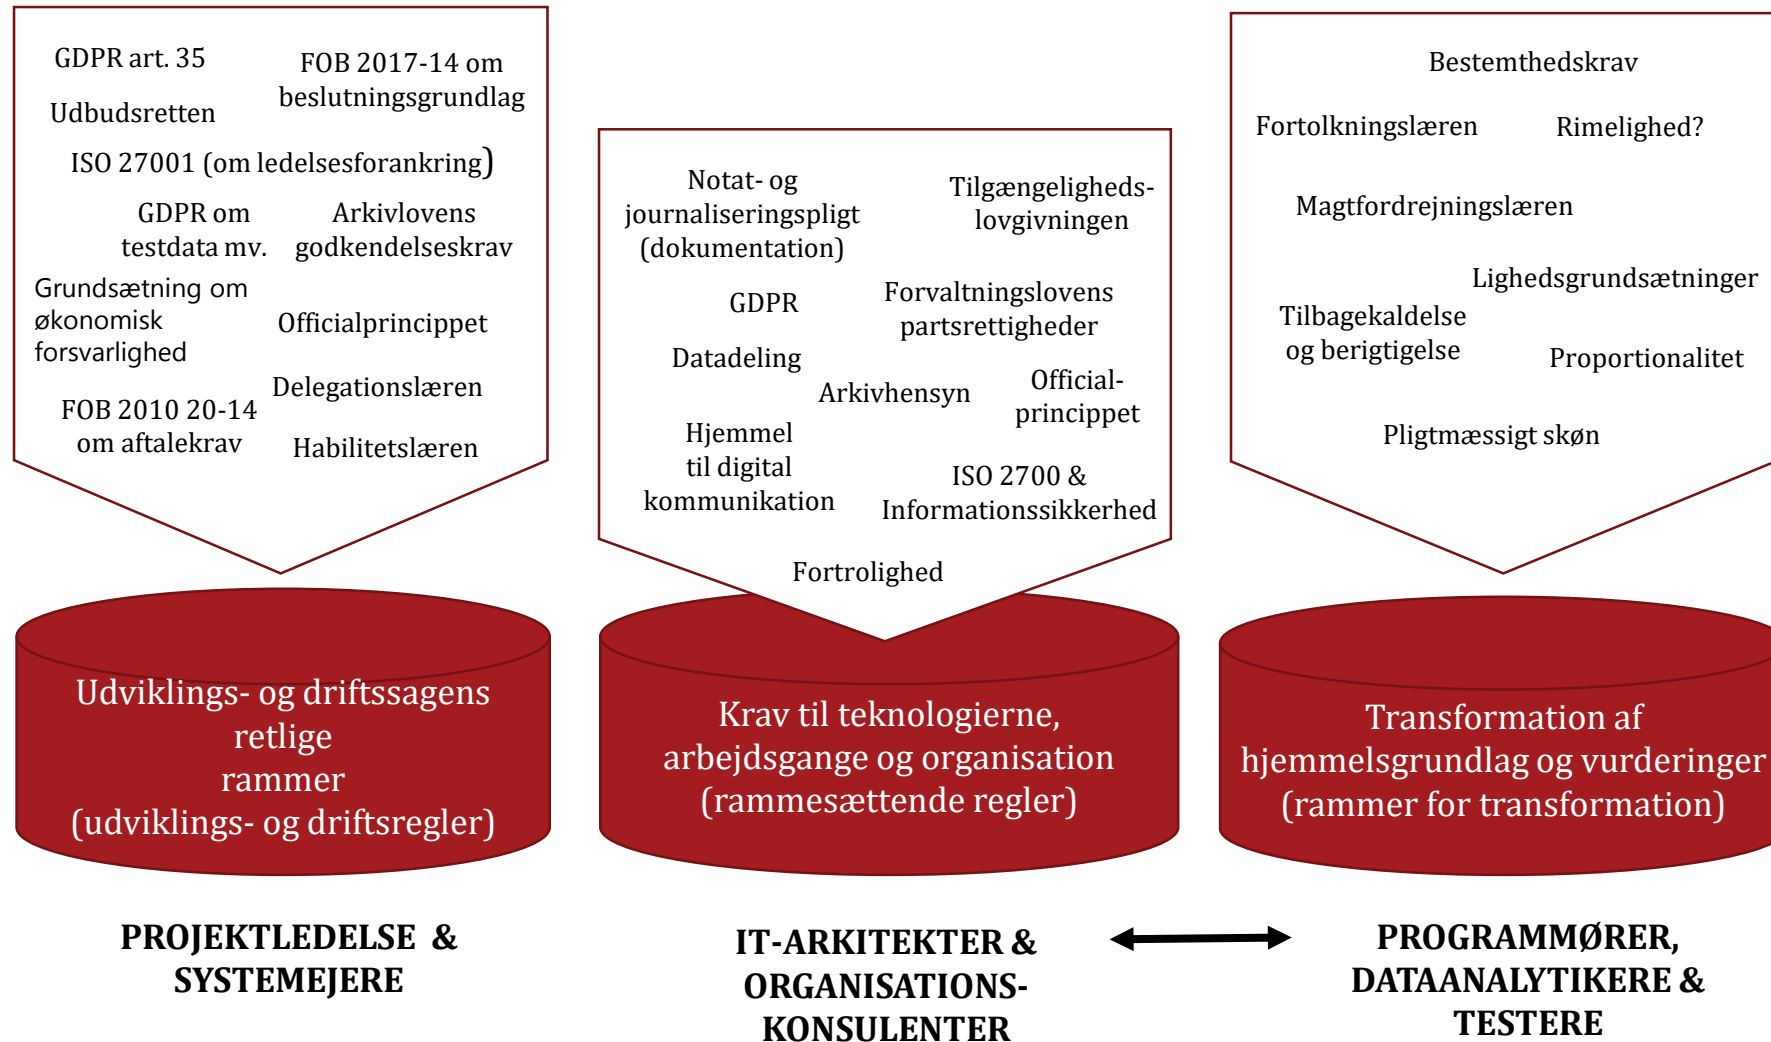 GDPR art. 35
FOB 2017-14 om
beslutningsgrundlag
Udbudsretten
ISO 27001 (om ledelsesforankring)
GDPR om
testdata mv.
Arkivlovens
godkendelseskrav
Grundsætning om
økonomisk
forsvarlighed
Officialprincippet
Delegationslæren
FOB 2010 20-14
om aftalekrav
Habilitetslæren
Udviklings- og driftssagens
retlige
rammer
(udviklings- og driftsregler)
PROJEKTLEDELSE &
SYSTEMEJERE
Notat- og
journaliseringspligt
(dokumentation)
Tilgængeligheds-
lovgivningen
GDPR
Forvaltningslovens
partsrettigheder
Datadeling
Arkivhensyn
Official-
princippet
Hjemmel
til digital
kommunikation
ISO 2700 &
Informationssikkerhed
Fortrolighed
Krav til teknologierne,
arbejdsgange og organisation
(rammesættende regler)
IT-ARKITEKTER &
ORGANISATIONS-
KONSULENTER
Bestemthedskrav
Fortolkningslæren
Rimelighed?
Magtfordrejningslæren
Lighedsgrundsætninger
Tilbagekaldelse
og berigtigelse
Proportionalitet
Pligtmæssigt skøn
Transformation af
hjemmelsgrundlag og vurderinger
(rammer for transformation)
PROGRAMMØRER,
DATAANALYTIKERE &
TESTERE